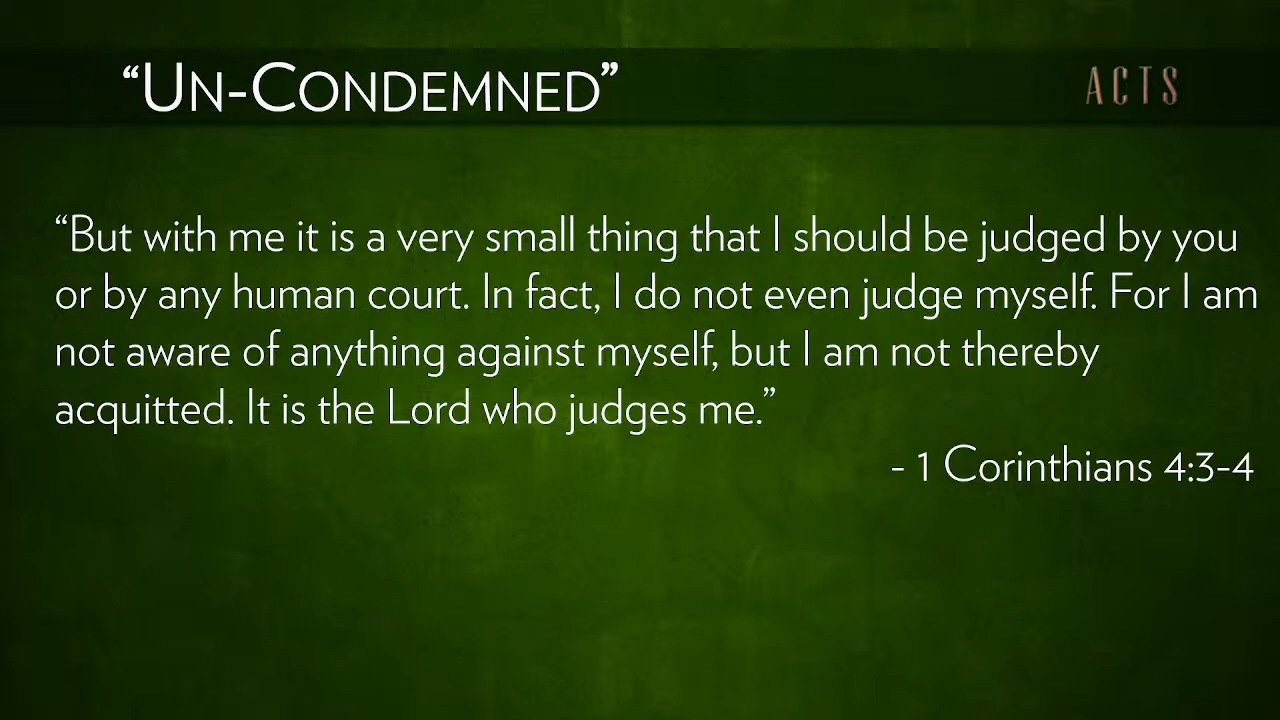 “Un-Condemned”
ACTS
“But with me it is a very small thing that I should be judged by you
or by any human court. In fact, I do not even judge myself. For I am
not aware of anything against myself, but I am not thereby
acquitted. It is the Lord who judges me.”
- 1 Corinthians 4:3-4